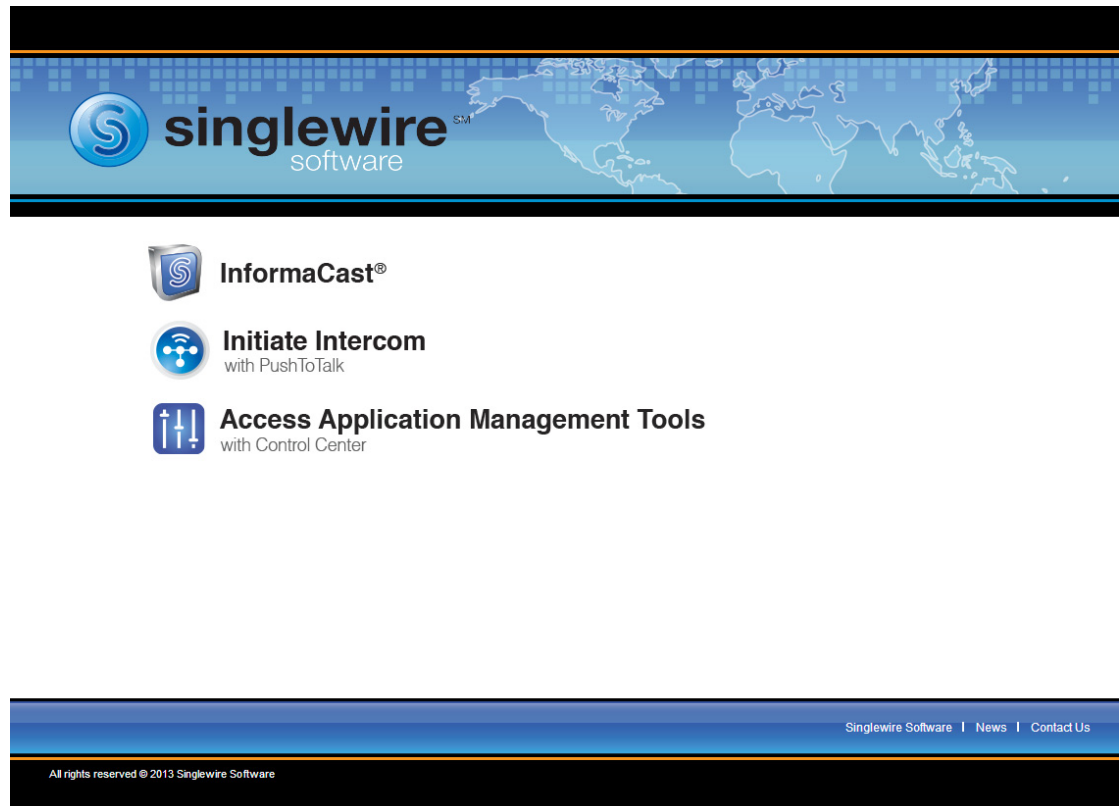 singlewire℠
software
InformaCast®
Initiate Intercom
with PushToTalk
Access Application Management Tools
with Control Center
Singlewire Software | News | Contact Us
All rights reserved © 2013 Singlewire Software